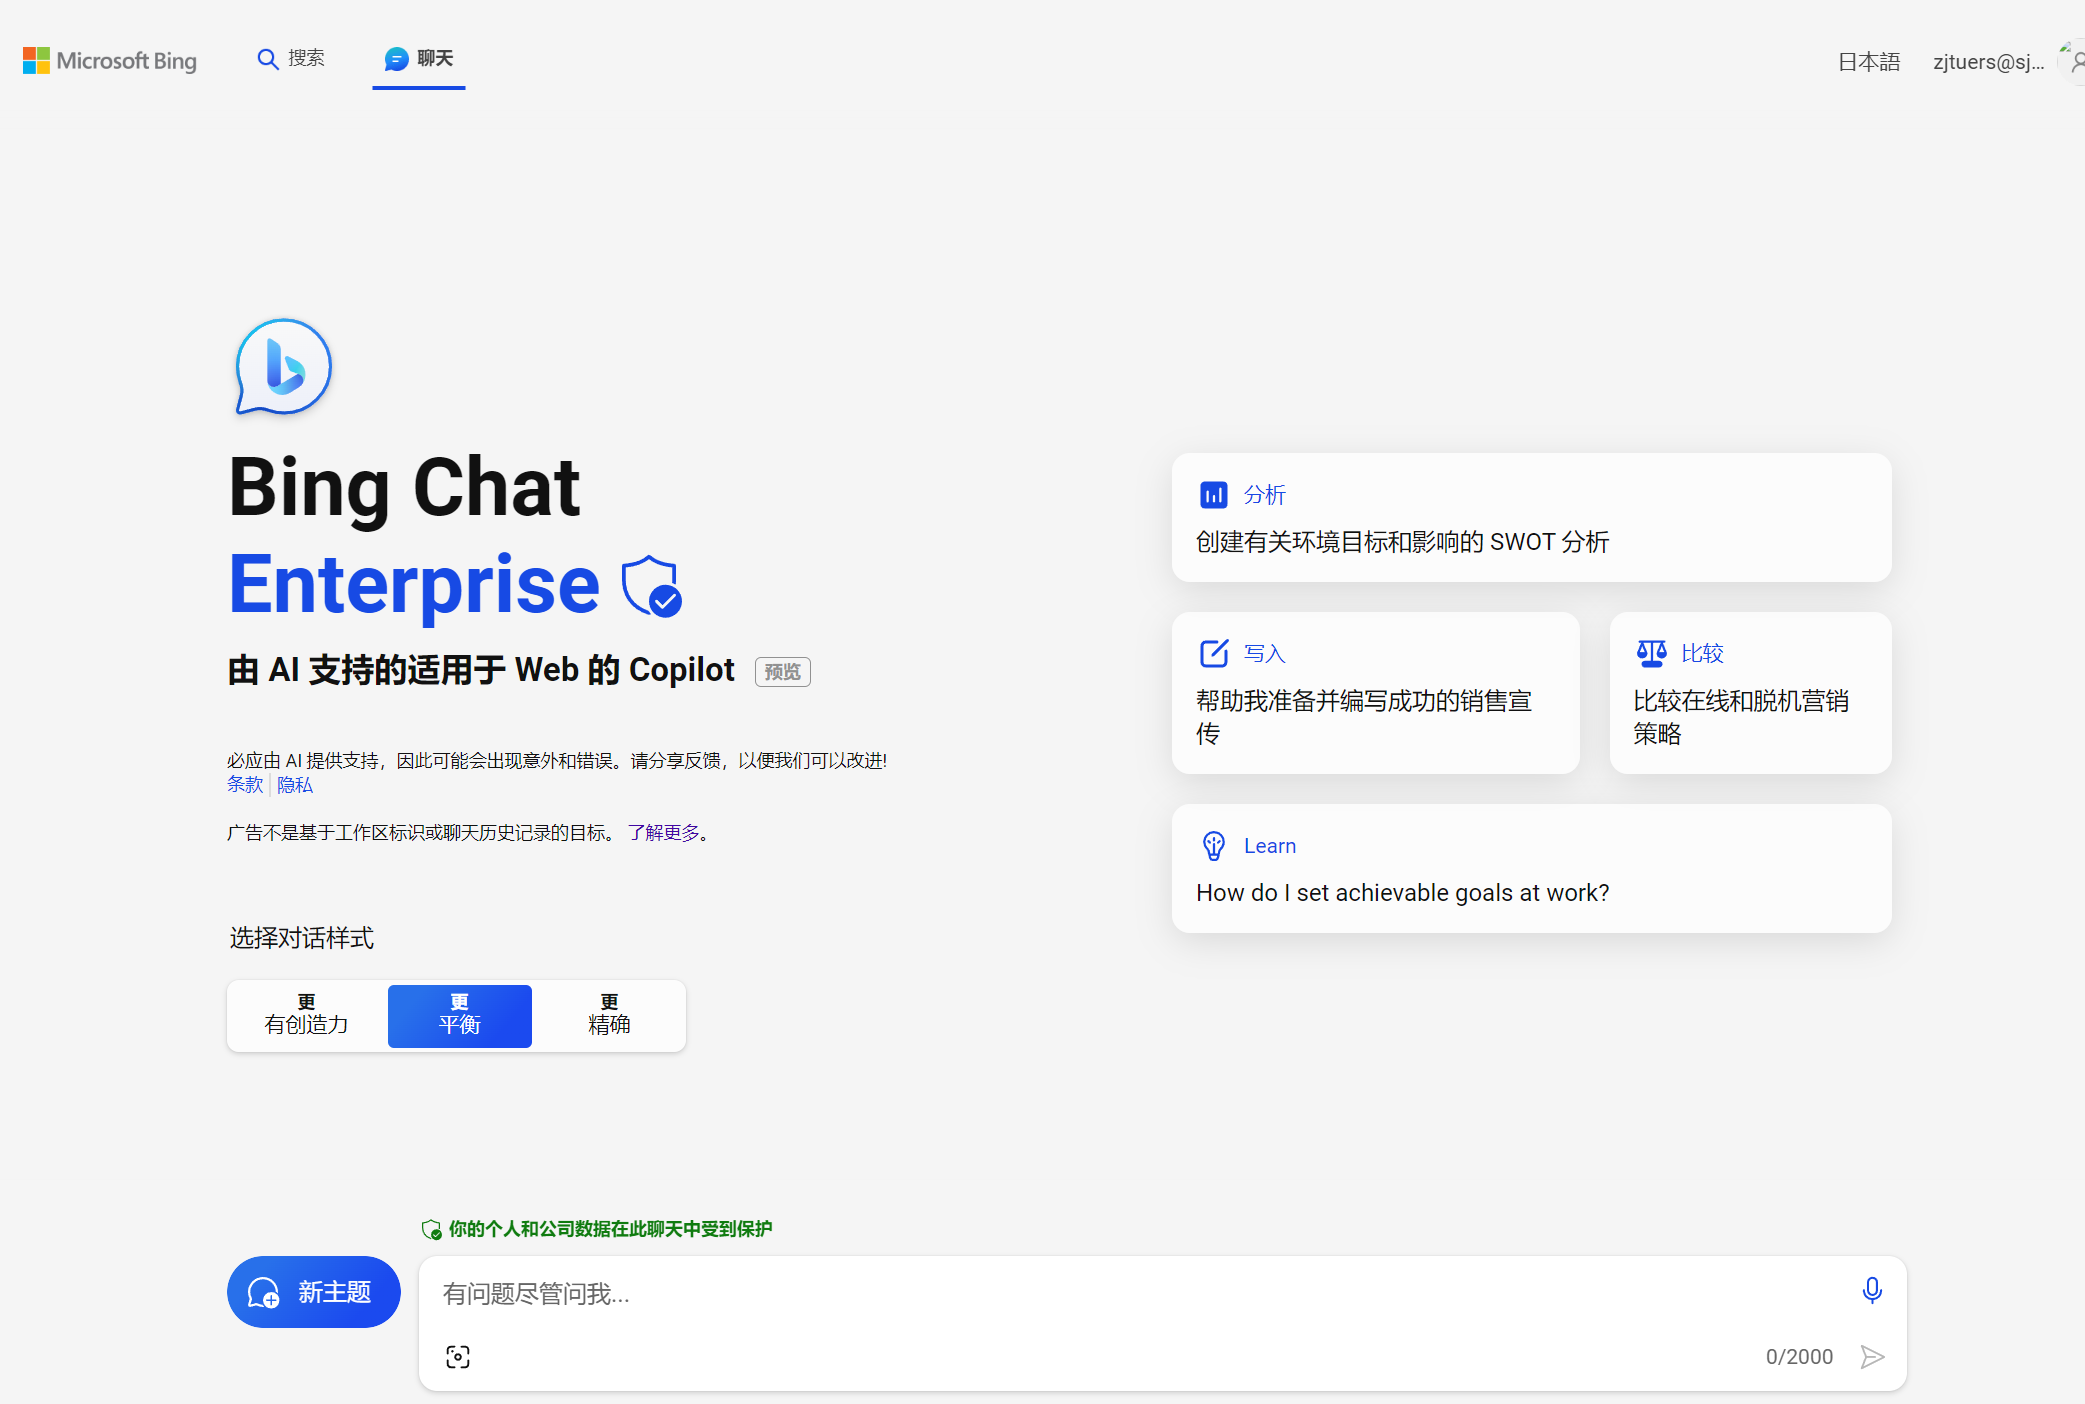 Microsoft Bing
搜索
聊天
日本語
zjtuers@sj...
Bing Chat
Enterprise
由 AI 支持的适用于 Web 的 Copilot
预览
必应由 AI 提供支持，因此可能会出现意外和错误。请分享反馈，以便我们可以改进!
条款 | 隐私
广告不是基于工作区标识或聊天历史记录的目标。 了解更多。
选择对话样式
更
有创造力
更
平衡
更
精确
分析
创建有关环境目标和影响的 SWOT 分析
写入
帮助我准备并编写成功的销售宣
传
比较
比较在线和脱机营销
策略
Learn
How do I set achievable goals at work?
你的个人和公司数据在此聊天中受到保护
新主题
有问题尽管问我...
0/2000